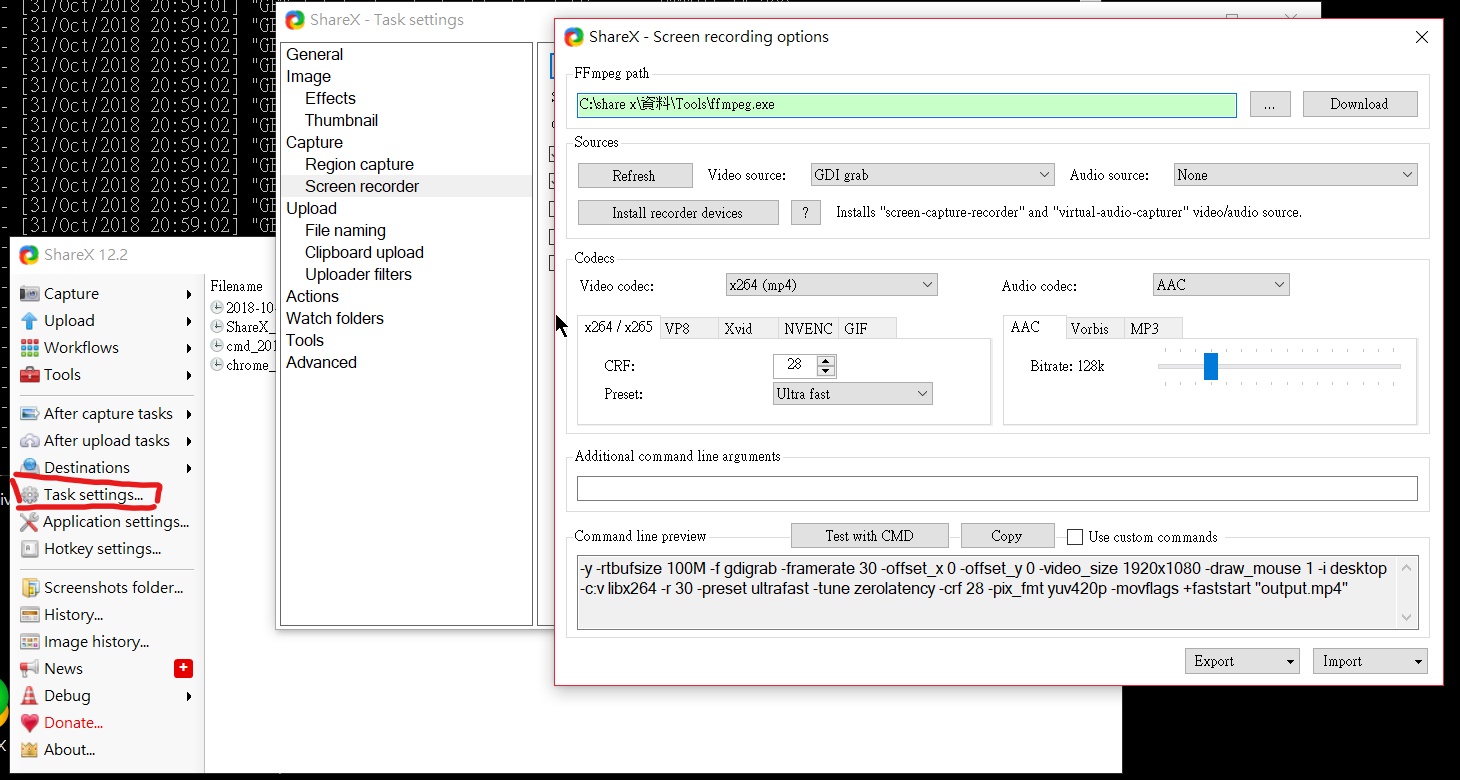 [31/Oct/2018 20:59:02] "GE
- [31/Oct/2018 20:59:02] "GE
- [31/Oct/2018 20:59:02] "GE
- [31/Oct/2018 20:59:02] "GE
- [31/Oct/2018 20:59:02] "GE
- [31/Oct/2018 20:59:02] "GE
- [31/Oct/2018 20:59:02] "GE
- [31/Oct/2018 20:59:02] "GE
- [31/Oct/2018 20:59:02] "GE
- [31/Oct/2018 20:59:02] "GE
- [31/Oct/2018 20:59:02] "GE
- [31/Oct/2018 20:59:02] "GE
ShareX 12.2
Capture
Upload
Workflows
Tools
After capture tasks
After upload tasks
Destinations
Task settings...
Application settings...
Hotkey settings...
Screenshots folder...
History...
Image history...
News
Debug
Donate...
About...
Filename
2018-10
ShareX_
cmd_201
chrome_
ShareX - Task settings
General
Image
Effects
Thumbnail
Capture
Region capture
Screen recorder
Upload
File naming
Clipboard upload
Uploader filters
Actions
Watch folders
Tools
Advanced
ShareX - Screen recording options
FFmpeg path
C:\share x\資料\Tools\ffmpeg.exe
... Download
Sources
Refresh Video source: GDI grab Audio source: None
Install recorder devices ? Installs "screen-capture-recorder" and "virtual-audio-capturer" video/audio source.
Codecs
Video codec: x264 (mp4) Audio codec: AAC
x264 / x265 VP8 Xvid NVENC GIF AAC Vorbis MP3
CRF: 28 Bitrate: 128k
Preset: Ultra fast
Additional command line arguments
Command line preview Test with CMD Copy Use custom commands
-y -rtbufsize 100M -f gdigrab -framerate 30 -offset_x 0 -offset_y 0 -video_size 1920x1080 -draw_mouse 1 -i desktop
-c:v libx264 -r 30 -preset ultrafast -tune zerolatency -crf 28 -pix_fmt yuv420p -movflags +faststart "output.mp4"
Export Import